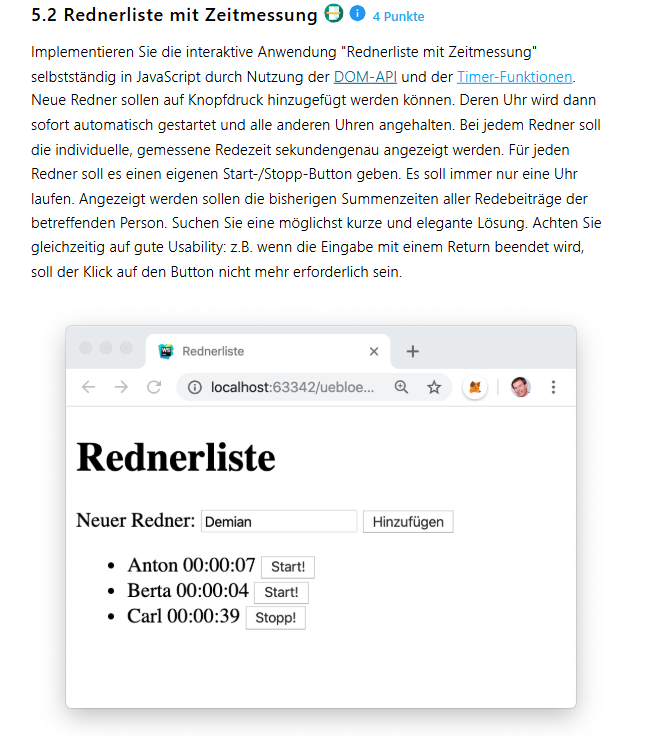 5.2 Rednerliste mit Zeitmessung 4 Punkte
Implementieren Sie die interaktive Anwendung "Rednerliste mit Zeitmessung"
selbstständig in JavaScript durch Nutzung der DOM-API und der Timer-Funktionen.
Neue Redner sollen auf Knopfdruck hinzugefügt werden können. Deren Uhr wird dann
sofort automatisch gestartet und alle anderen Uhren angehalten. Bei jedem Redner soll
die individuelle, gemessene Redezeit sekundengenau angezeigt werden. Für jeden
Redner soll es einen eigenen Start-/Stopp-Button geben. Es soll immer nur eine Uhr
laufen. Angezeigt werden sollen die bisherigen Summenzeiten aller Redebeiträge der
betreffenden Person. Suchen Sie eine möglichst kurze und elegante Lösung. Achten Sie
gleichzeitig auf gute Usability: z.B. wenn die Eingabe mit einem Return beendet wird,
soll der Klick auf den Button nicht mehr erforderlich sein.
WS Rednerliste
localhost:63342/uebloe...
Rednerliste
Neuer Redner: Demian Hinzufügen
• Anton 00:00:07 Start!
• Berta 00:00:04 Start!
• Carl 00:00:39 Stopp!